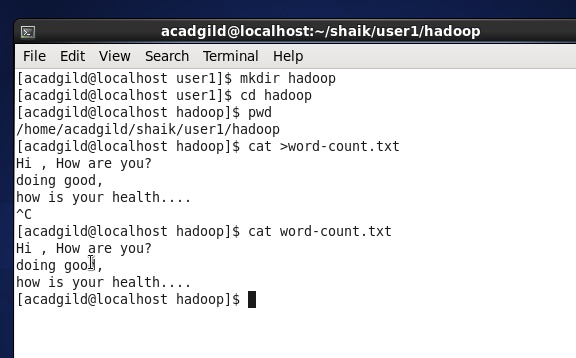 acadgild@localhost:~/shaik/user1/hadoop
File Edit View Search Terminal Help
[acadgild@localhost user1]$ mkdir hadoop
[acadgild@localhost user1]$ cd hadoop
[acadgild@localhost hadoop]$ pwd
/home/acadgild/shaik/user1/hadoop
[acadgild@localhost hadoop]$ cat >word-count.txt
Hi , How are you?
doing good,
how is your health....
^C
[acadgild@localhost hadoop]$ cat word-count.txt
Hi , How are you?
doing good,
how is your health....
[acadgild@localhost hadoop]$